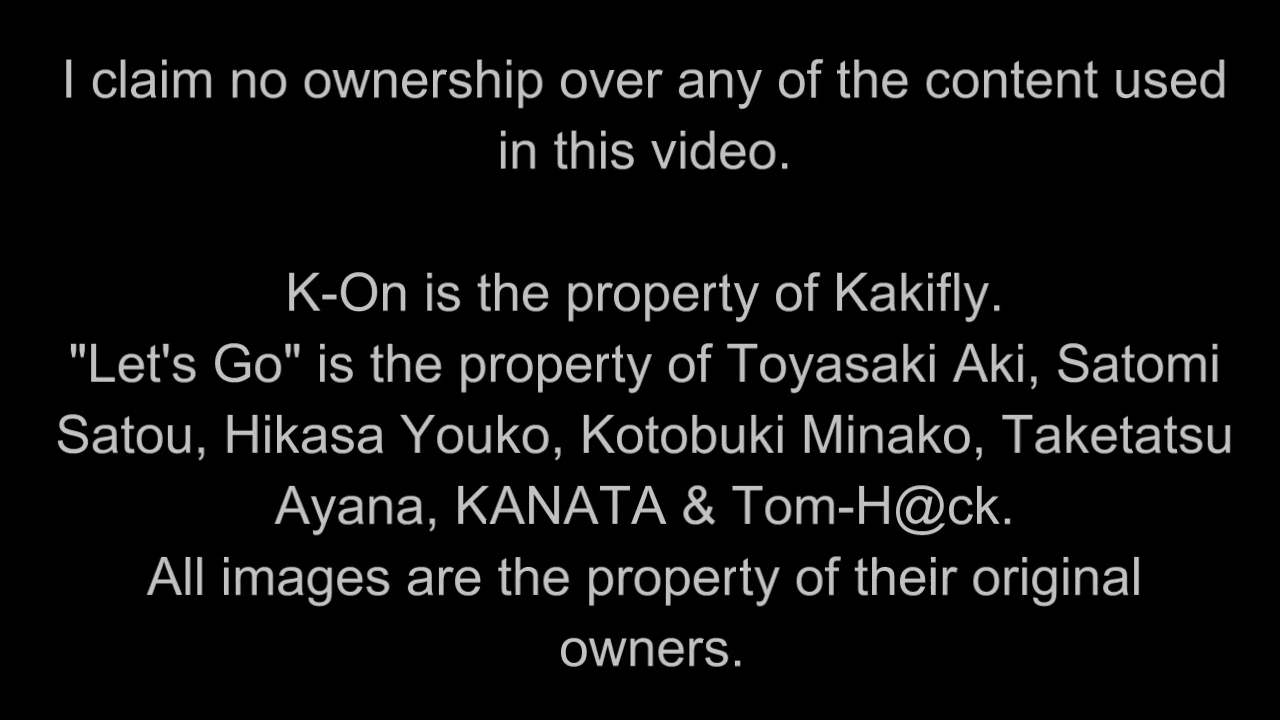 I claim no ownership over any of the content used
in this video.
K-On is the property of Kakifly.
"Let's Go" is the property of Toyasaki Aki, Satomi
Satou, Hikasa Youko, Kotobuki Minako, Taketatsu
Ayana, KANATA & Tom-H@ck.
All images are the property of their original
owners.